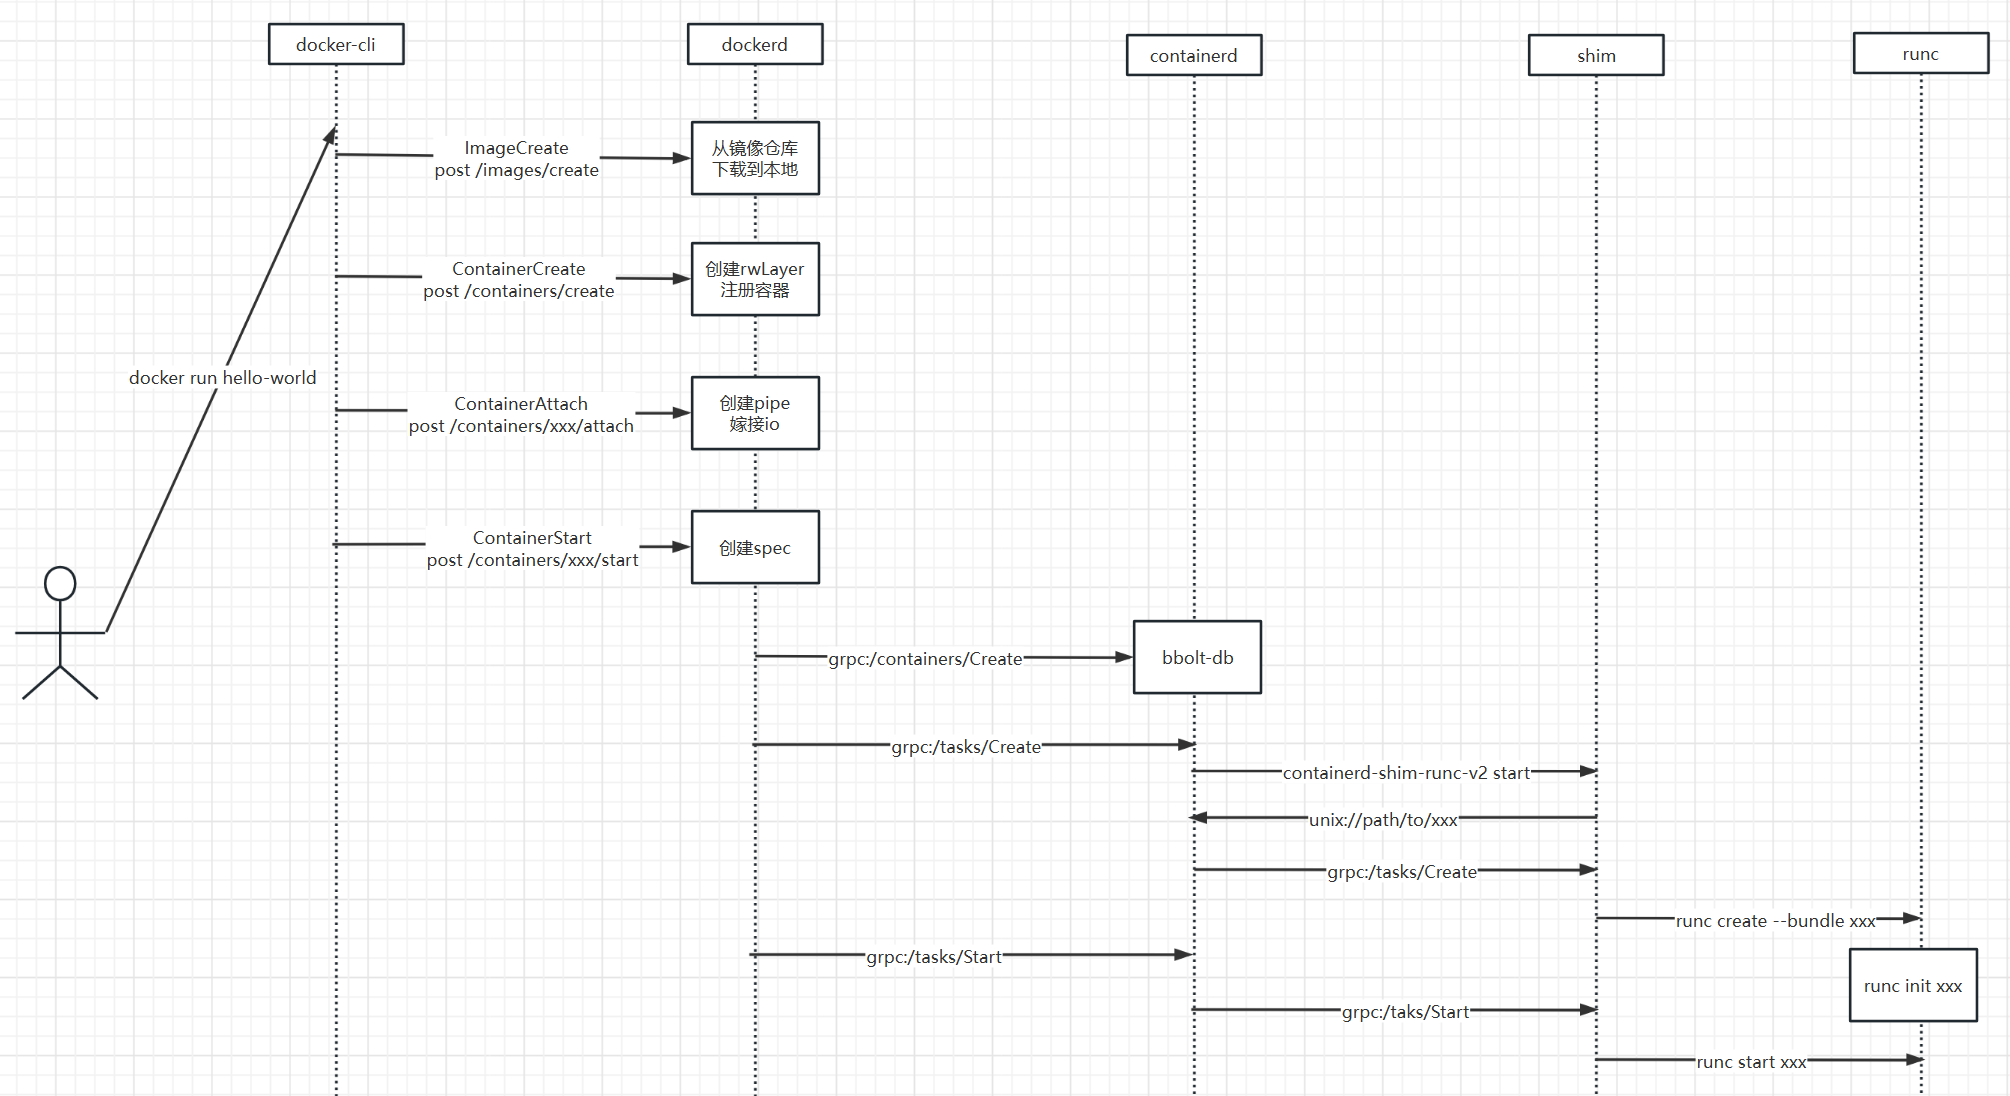 docker-cli
dockerd
containerd
shim
runc
ImageCreate
post /images/create
从镜像仓库
下载到本地
ContainerCreate
post /containers/create
创建rwLayer
注册容器
docker run hello-world
ContainerAttach
post /containers/xxx/attach
创建pipe
嫁接io
ContainerStart
post /containers/xxx/start
创建spec
grpc:/containers/Create
bbolt-db
grpc:/tasks/Create
containerd-shim-runc-v2 start
unix://path/to/xxx
grpc:/tasks/Create
runc create --bundle xxx
grpc:/tasks/Start
runc init xxx
grpc:/taks/Start
runc start xxx